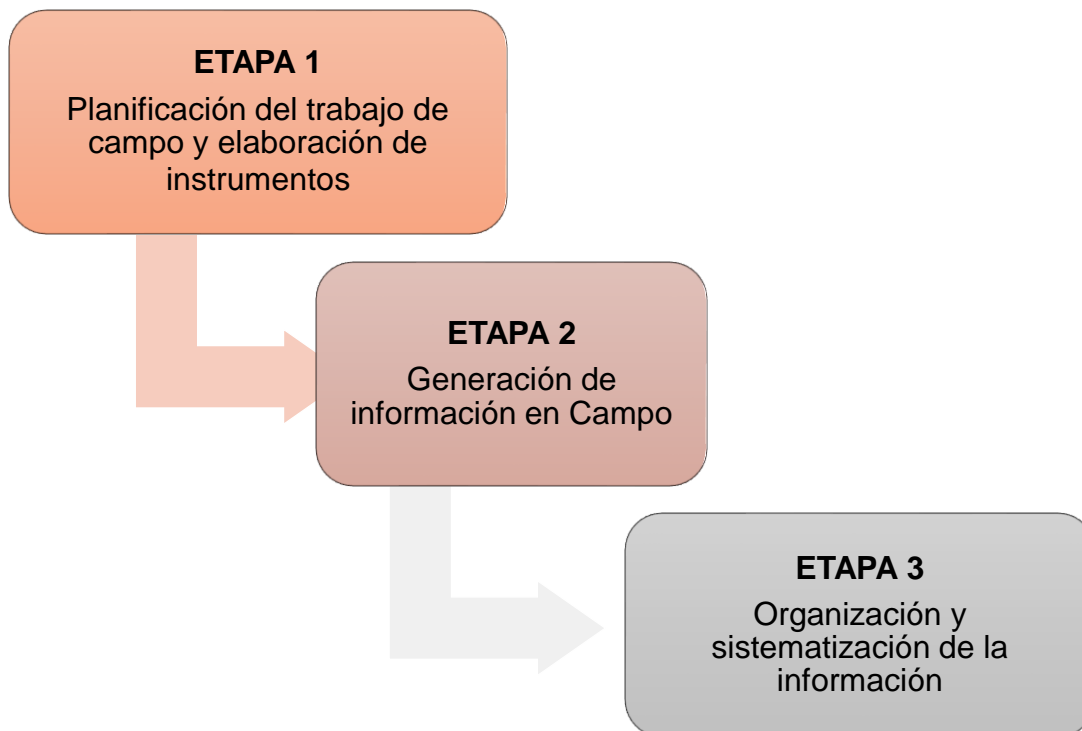 ETAPA 1
Planificación del trabajo de
campo y elaboración de
instrumentos
ETAPA 2
Generación de
información en Campo
ETAPA 3
Organización y
sistematización de la
información